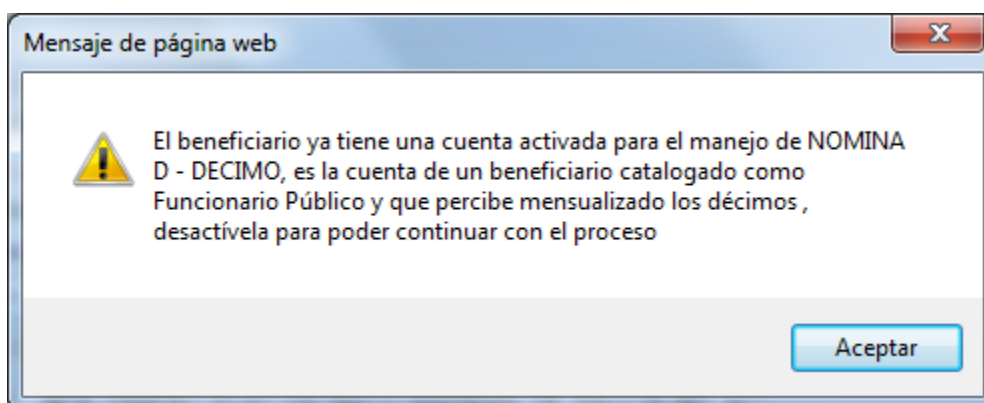 Mensaje de página web
El beneficiario ya tiene una cuenta activada para el manejo de NOMINA
D - DECIMO, es la cuenta de un beneficiario catalogado como
Funcionario Público y que percibe mensualizado los décimos ,
desactívela para poder continuar con el proceso
Aceptar